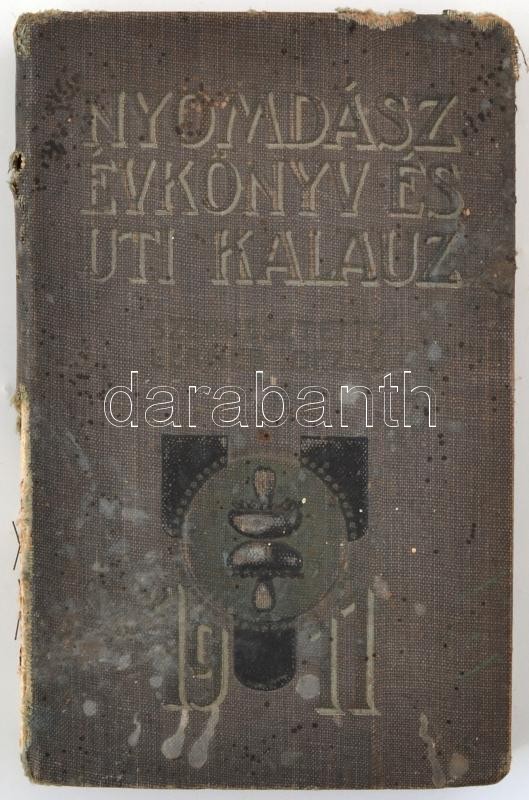 NYOMDÁSZ
ÉVKÖNYV ÉS
UTI KALAUZ
darabanth
1911